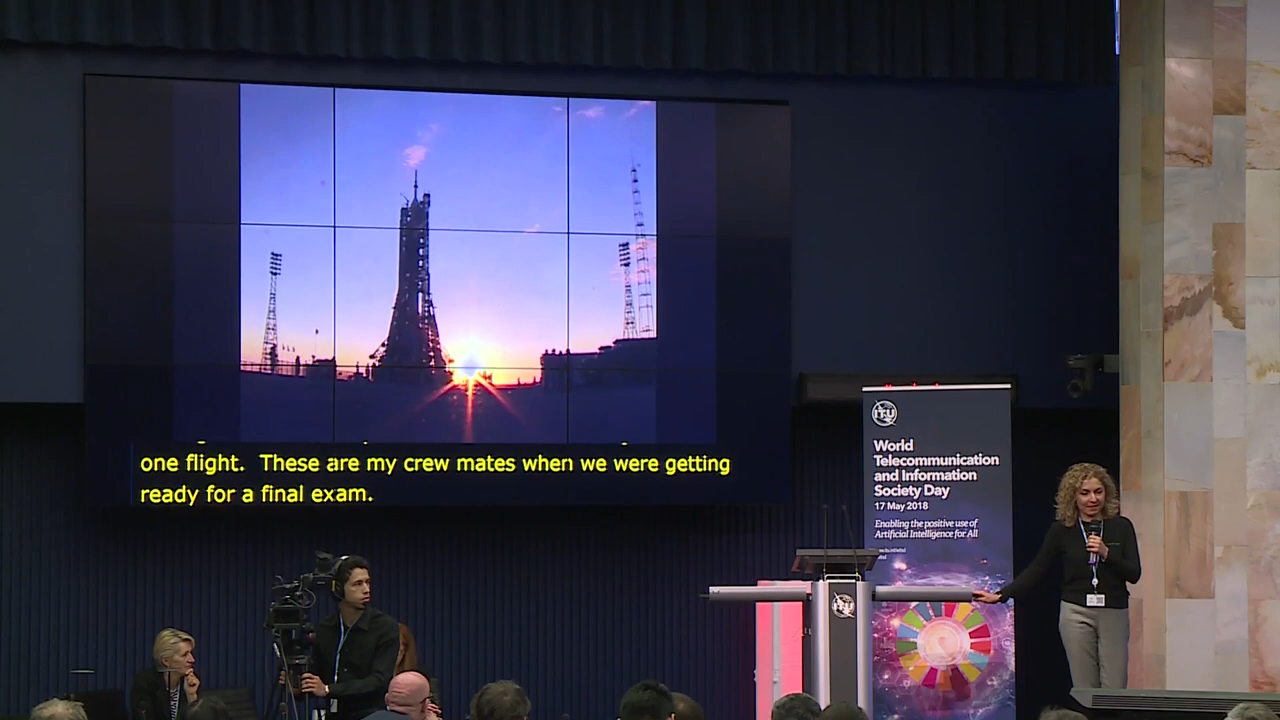 one flight.  These are my crew mates when we were getting
ready for a final exam.
ITU
World
Telecommunication
and Information
Society Day
17 May 2018
Enabling the positive use of
Artificial Intelligence for All
ITU